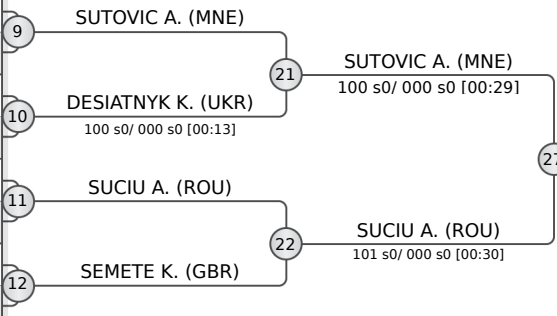 9
SUTOVIC A. (MNE)
21
SUTOVIC A. (MNE)
100 s0/ 000 s0 [00:29]
10
DESIATNYK K. (UKR)
100 s0/ 000 s0 [00:13]
27
11
SUCIU A. (ROU)
22
SUCIU A. (ROU)
101 s0/ 000 s0 [00:30]
12
SEMETE K. (GBR)